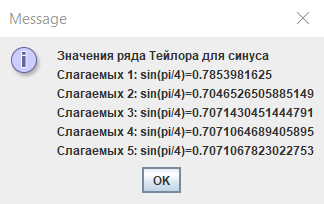 Message
Значения ряда Тейлора для синуса
Слагаемых 1: sin(pi/4)=0.7853981625
Слагаемых 2: sin(pi/4)=0.7046526505885149
Слагаемых 3: sin(pi/4)=0.7071430451444791
Слагаемых 4: sin(pi/4)=0.7071064689405895
Слагаемых 5: sin(pi/4)=0.7071067823022753
OK